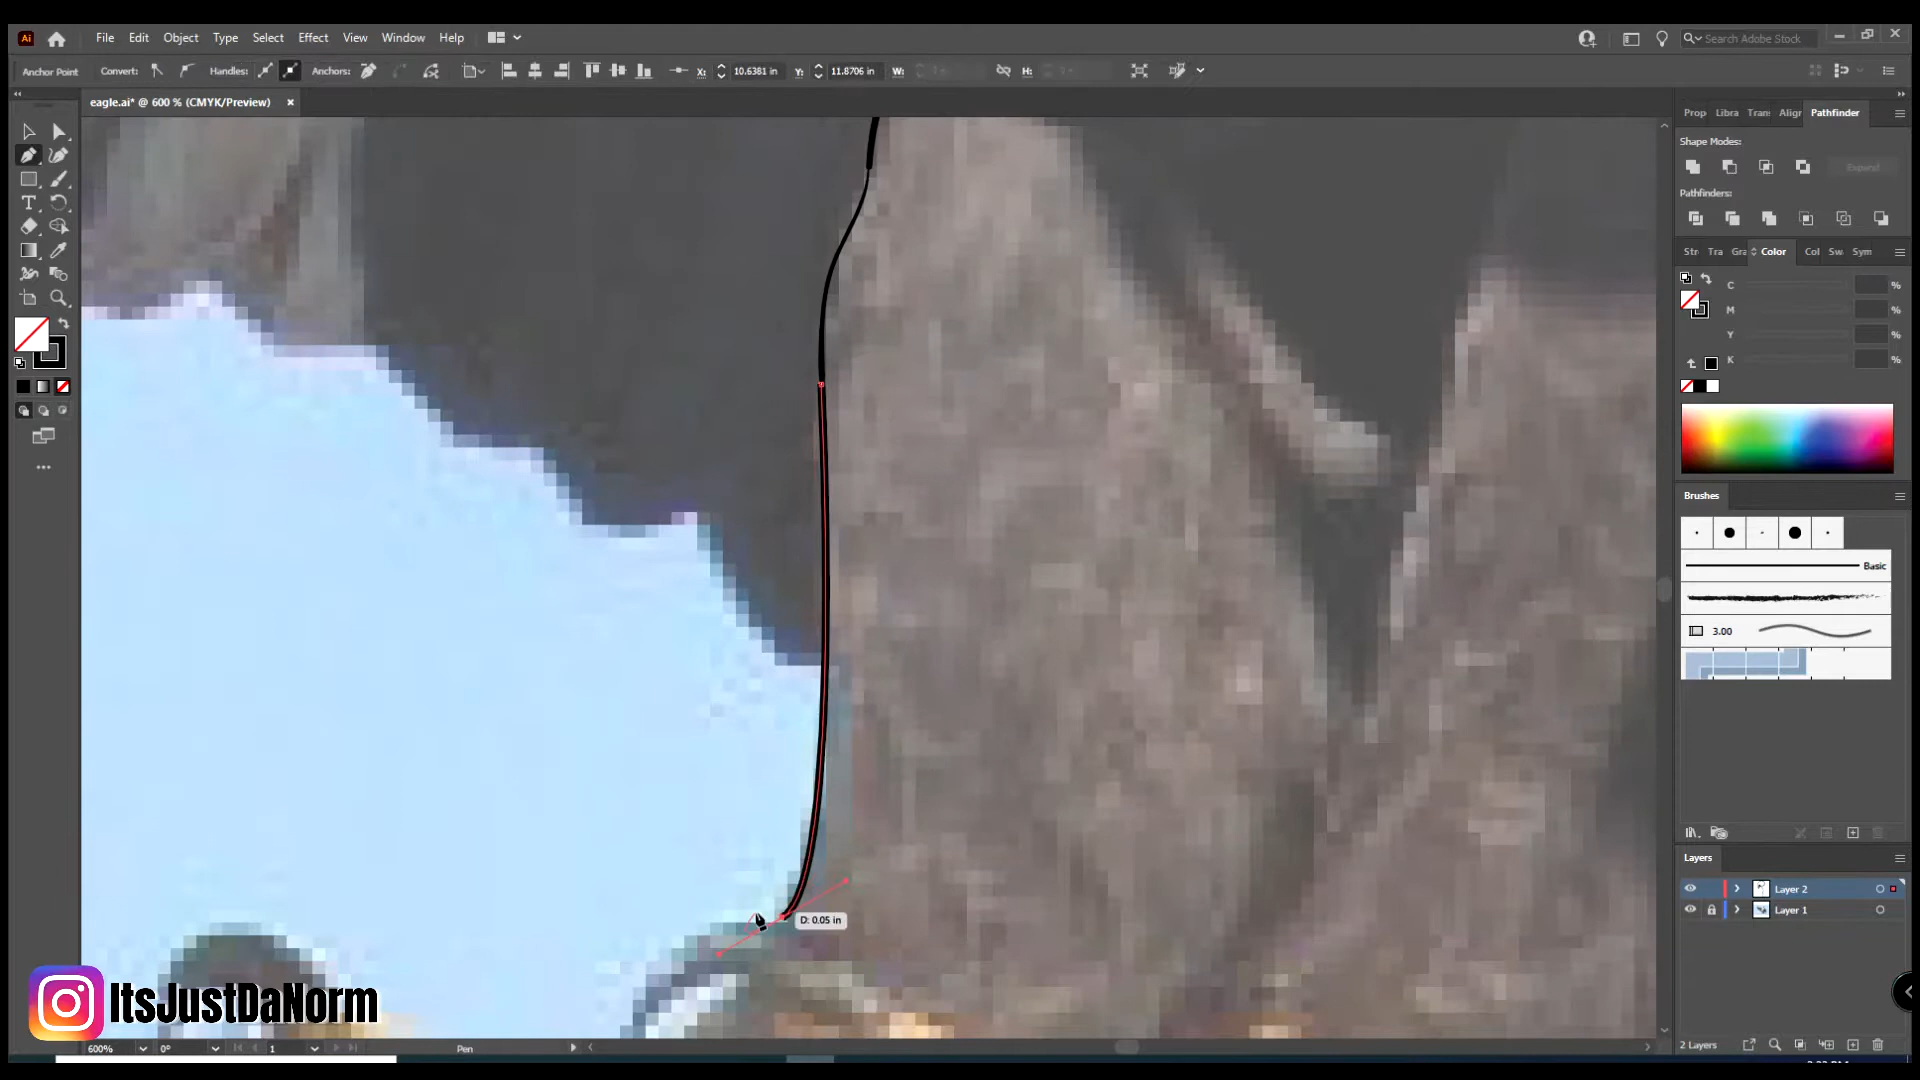 Ai File Edit Object Type Select Effect View Window Help Search Adobe Stock
Anchor Point Convert: Handles: Anchors: X: 10.6381 in Y: 11.8706 in W: H:
eagle.ai* @ 600 % (CMYK/Preview)
Prop Libra Tran Align Pathfinder
Shape Modes:
Expand
Pathfinders:
Str Tra Gra Color Col Sw Sym
C %
M %
Y %
K %
Brushes
Basic
3.00
D: 0.05 in
Layers
Layer 2
Layer 1
ItsJustDaNorm
600% 0° 1 Pen 2 Layers